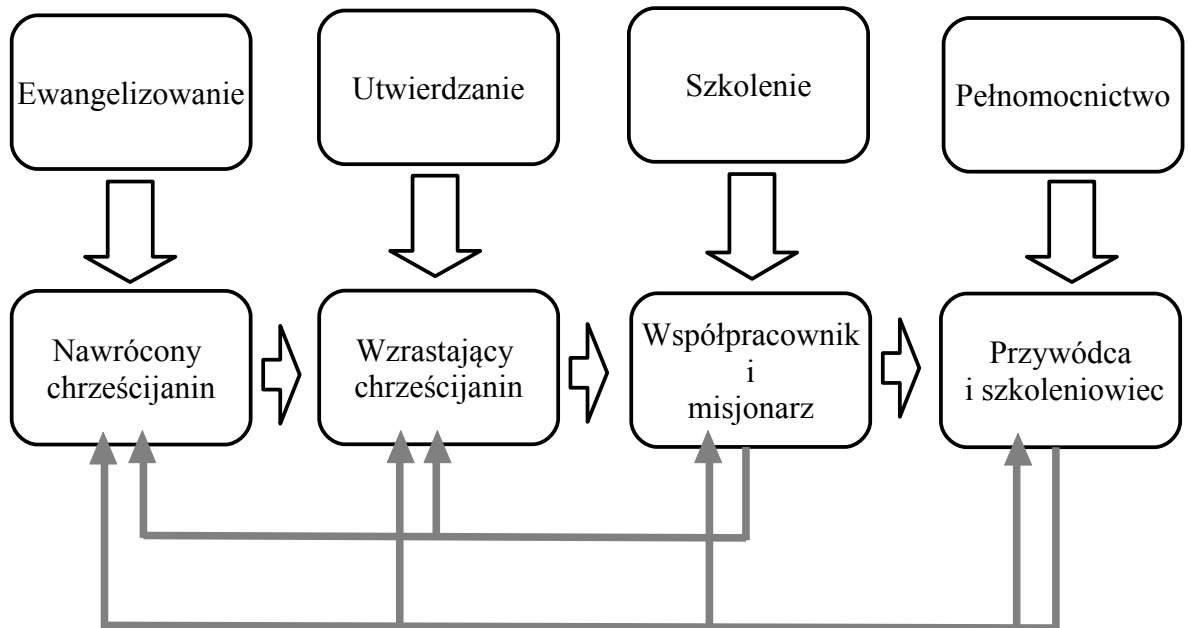 Ewangelizowanie
Utwierdzanie
Szkolenie
Pełnomocnictwo
Nawrócony
chrześcijanin
Wzrastający
chrześcijanin
Współpracownik
i
misjonarz
Przywódca
i szkoleniowiec